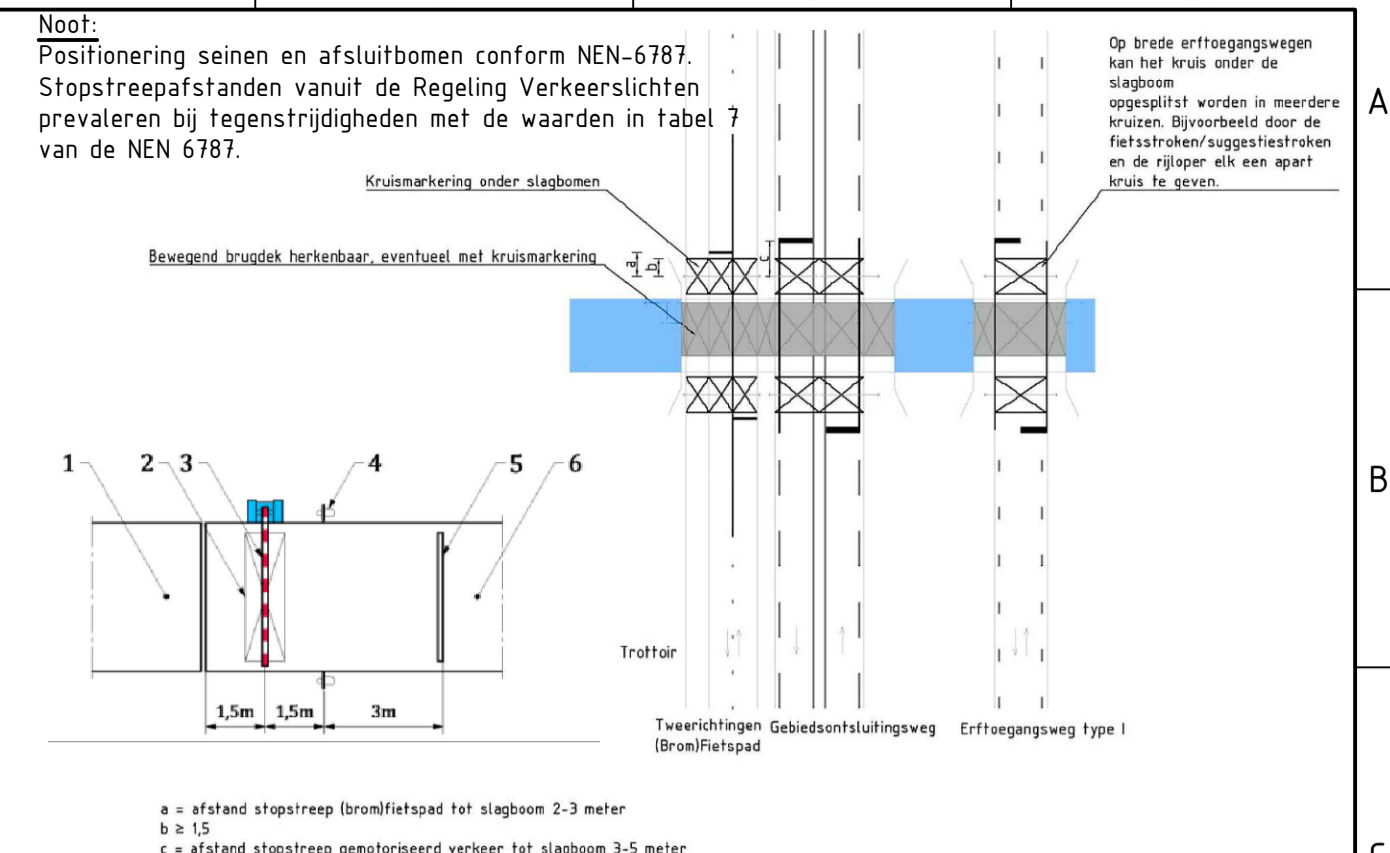 Noot:
Positionering seinen en afsluitbomen conform NEN-6787.
Stopstreepafstanden vanuit de Regeling Verkeerslichten
prevaleren bij tegenstrijdigheden met de waarden in tabel 7
van de NEN 6787.
Op brede erftoegangswegen
kan het kruis onder de
slagboom
opgesplitst worden in meerdere
kruizen. Bijvoorbeeld door de
fietsstroken/suggestiestroken
en de rijloper elk een apart
kruis te geven.
A
Kruismarkering onder slagbomen
Bewegend brugdek herkenbaar, eventueel met kruismarkering
a
b
c
B
1
2
3
4
5
6
1,5m
1,5m
3m
Trottoir
Tweerichtingen
(Brom)Fietspad
Gebiedsontsluitingsweg
Erftoegangsweg type I
a = afstand stopstreep (brom)fietspad tot slagboom 2-3 meter
b ≥ 1,5
c = afstand stopstreep gemotoriseerd verkeer tot slagboom 3-5 meter